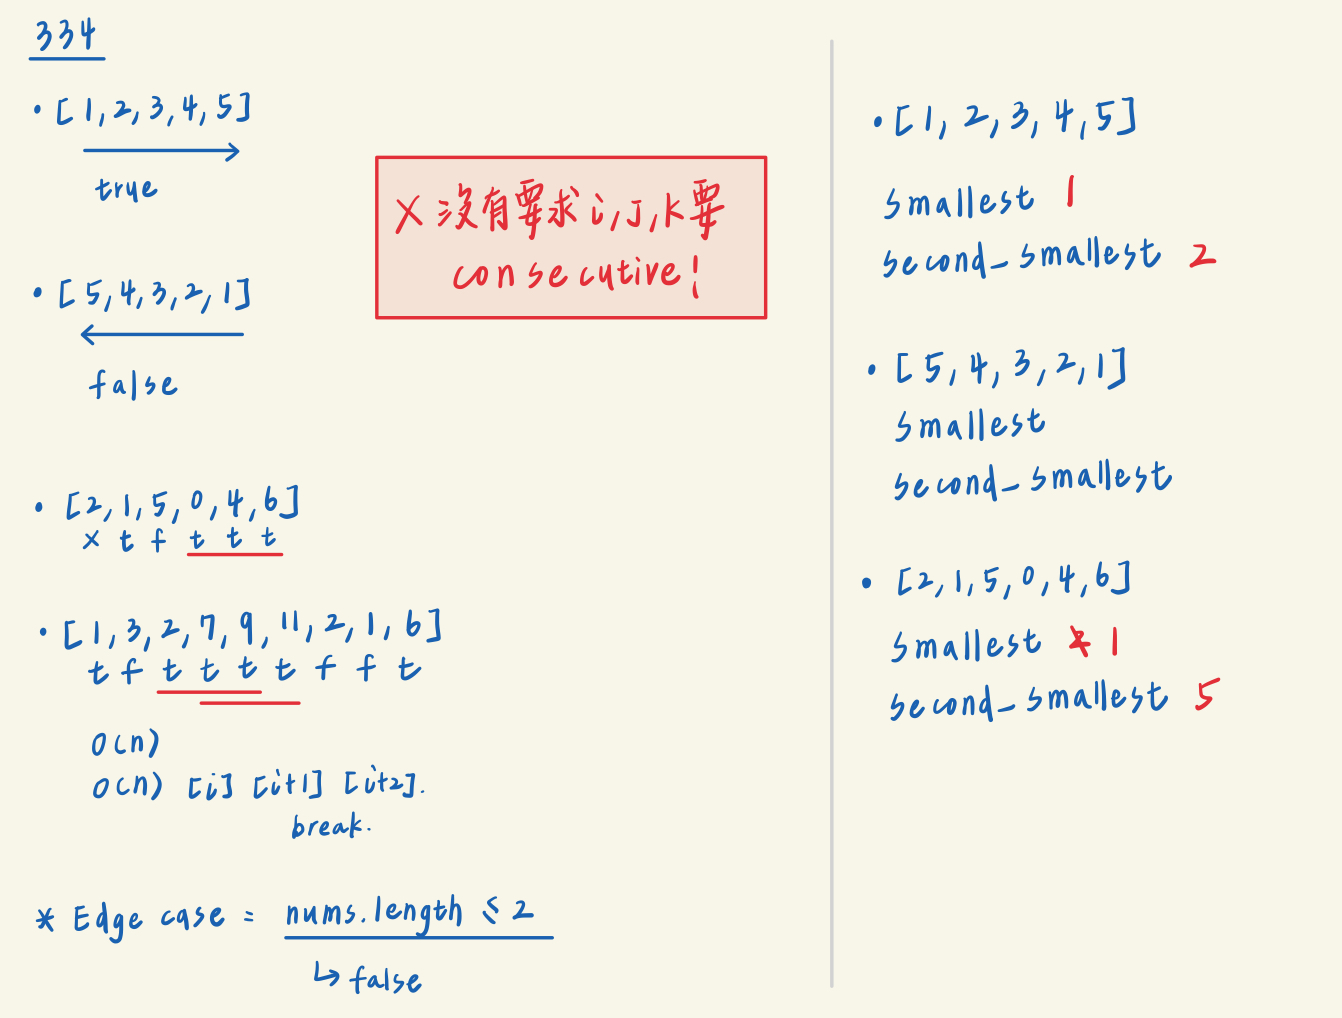 334
• [1, 2, 3, 4, 5]
true
• [5, 4, 3, 2, 1]
false
• [2, 1, 5, 0, 4, 6]
x t f t t t
• [1, 3, 2, 7, 9, 11, 2, 1, 6]
t f t t t t f f t
O(n)
O(n) [i] [i+1] [i+2].
break.
* Edge case = nums.length ≤ 2
↳ false
X 沒有要求 i, J, K 要
consecutive!
• [1, 2, 3, 4, 5]
smallest 1
second_smallest 2
• [5, 4, 3, 2, 1]
smallest
second_smallest
• [2, 1, 5, 0, 4, 6]
smallest 2 1
second_smallest 5